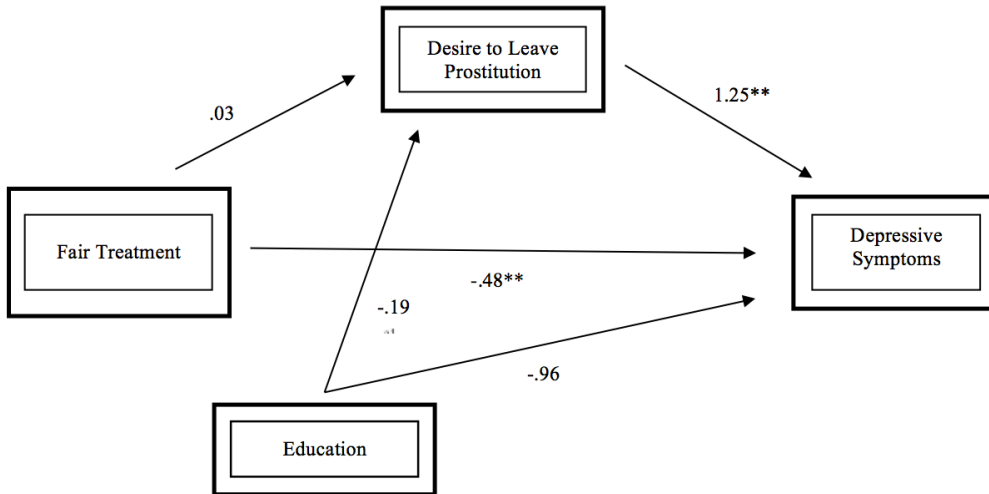 Desire to Leave
Prostitution
1.25**
.03
Fair Treatment
Depressive
Symptoms
-.48**
-.19
-.96
Education